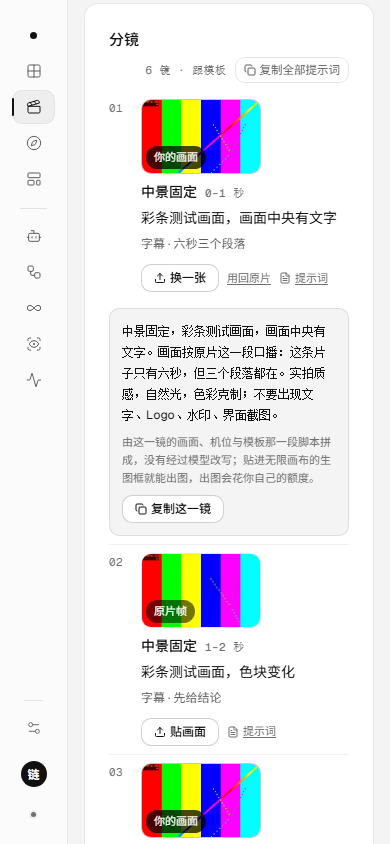 分镜
6 镜 · 跟模板
复制全部提示词
01
你的画面
中景固定 0–1 秒
彩条测试画面，画面中央有文字
字幕 · 六秒三个段落
换一张
用回原片
提示词
中景固定，彩条测试画面，画面中央有
文字。画面按原片这一段口播：这条片
子只有六秒，但三个段落都在。实拍质
感，自然光，色彩克制；不要出现文
字、Logo、水印、界面截图。
由这一镜的画面、机位与模板那一段脚本拼
成，没有经过模型改写；贴进无限画布的生
图框就能出图，出图会花你自己的额度。
复制这一镜
02
原片帧
中景固定 1–2 秒
彩条测试画面，色块变化
字幕 · 先给结论
贴画面
提示词
03
你的画面
链